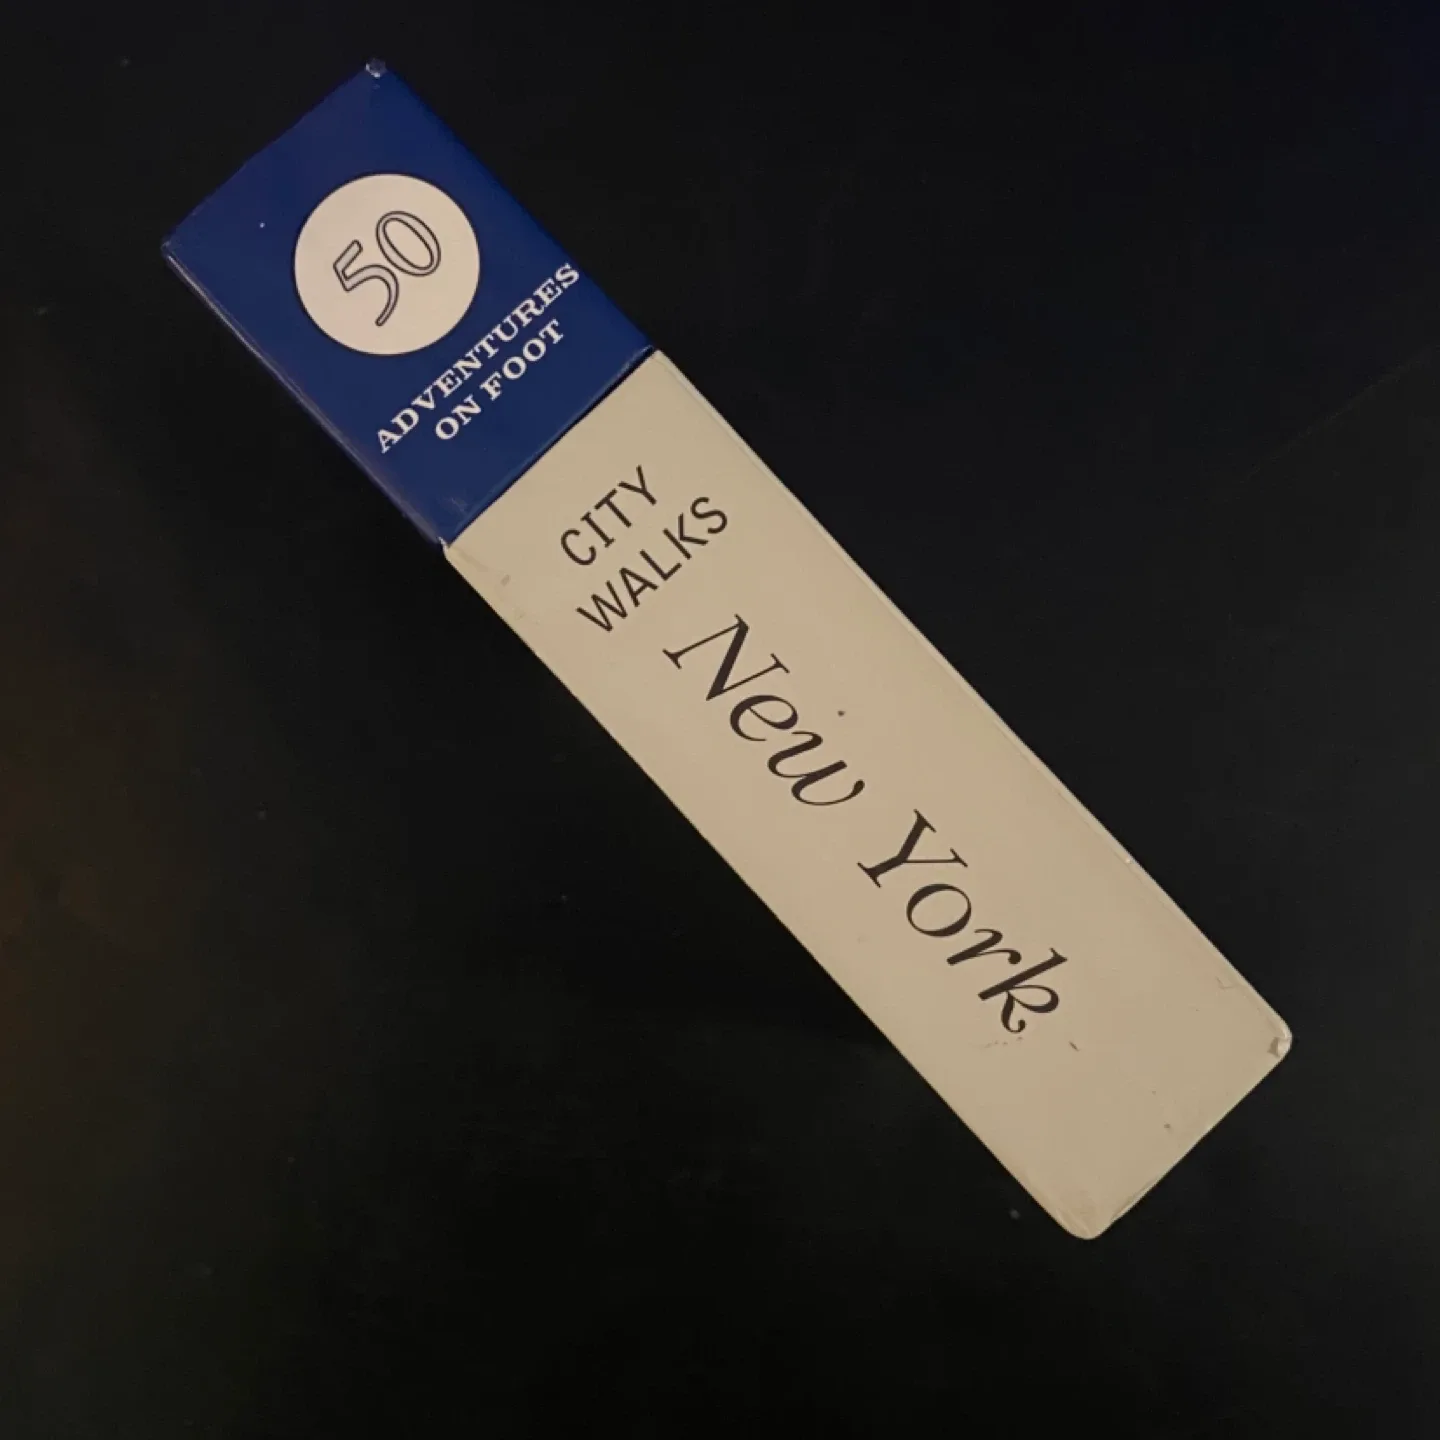 50
ADVENTURES
ON FOOT
CITY
WALKS
New York